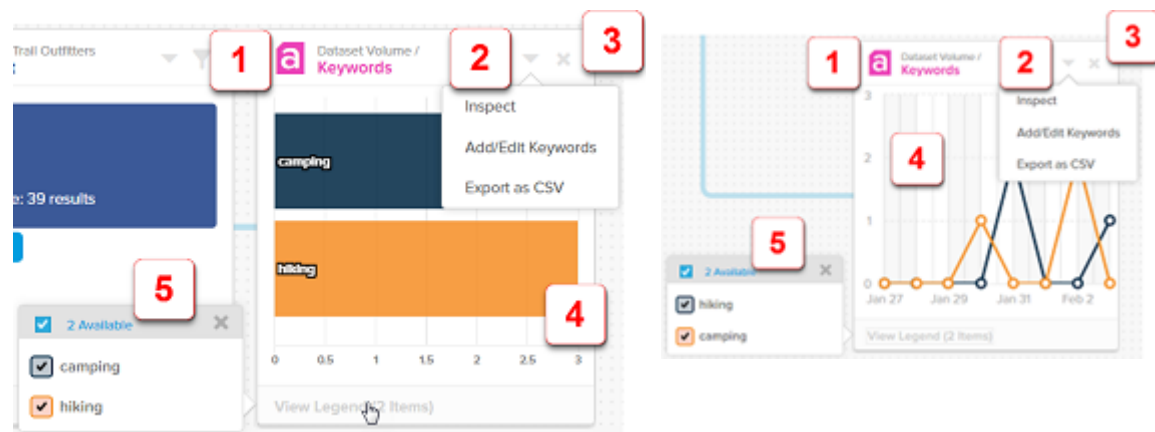 Trail Outfitters
e: 39 results
1
a
Dataset Volume /
Keywords
2
3
Inspect
Add/Edit Keywords
Export as CSV
camping
hiking
4
0 0.5 1 1.5 2 2.5 3
View Legend (2 Items)
5
2 Available
camping
hiking
1
a
Dataset Volume /
Keywords
2
3
Inspect
Add/Edit Keywords
Export as CSV
3
2
1
0
4
Jan 27 Jan 29 Jan 31 Feb 2
View Legend (2 Items)
5
2 Available
hiking
camping